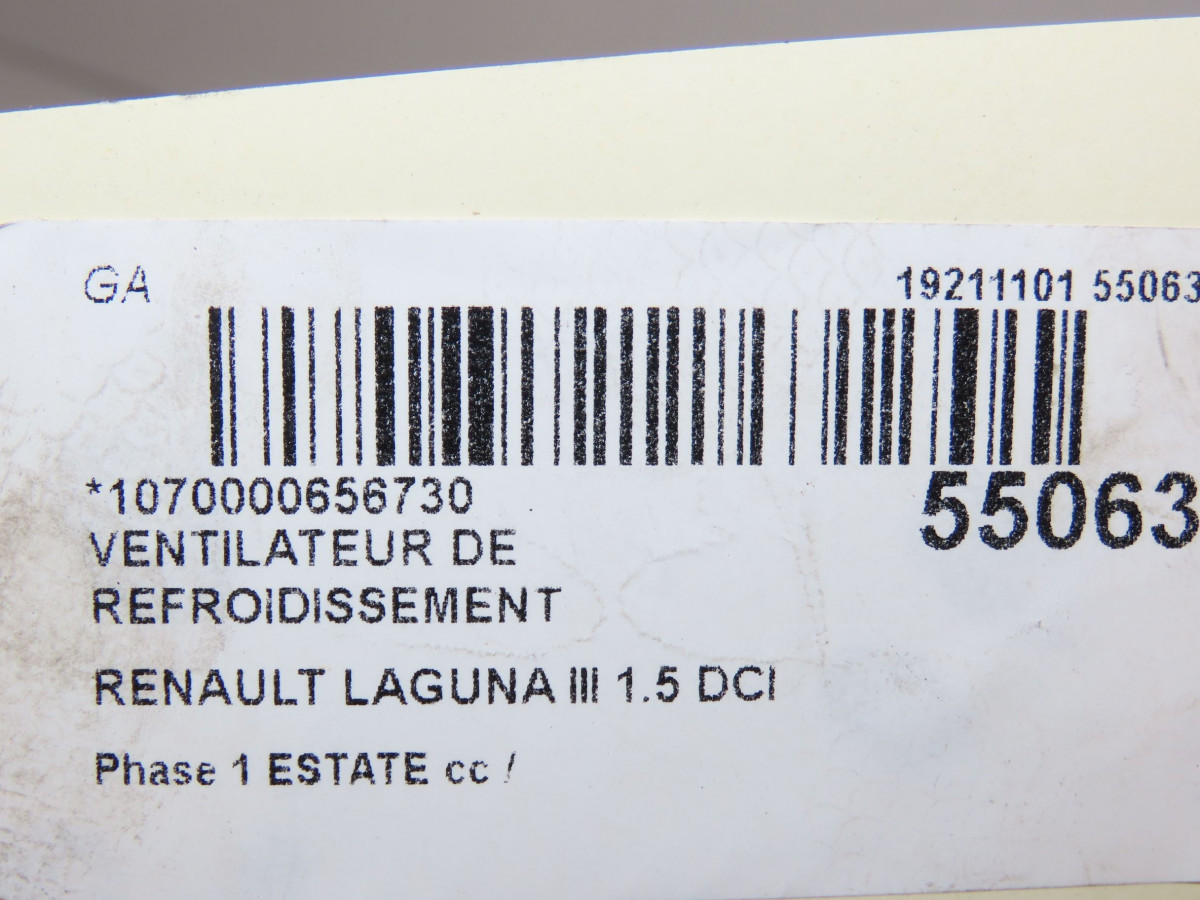 GA
19211101 55063
*1070000656730
55063
VENTILATEUR DE
REFROIDISSEMENT
RENAULT LAGUNA III 1.5 DCI
Phase 1 ESTATE cc /